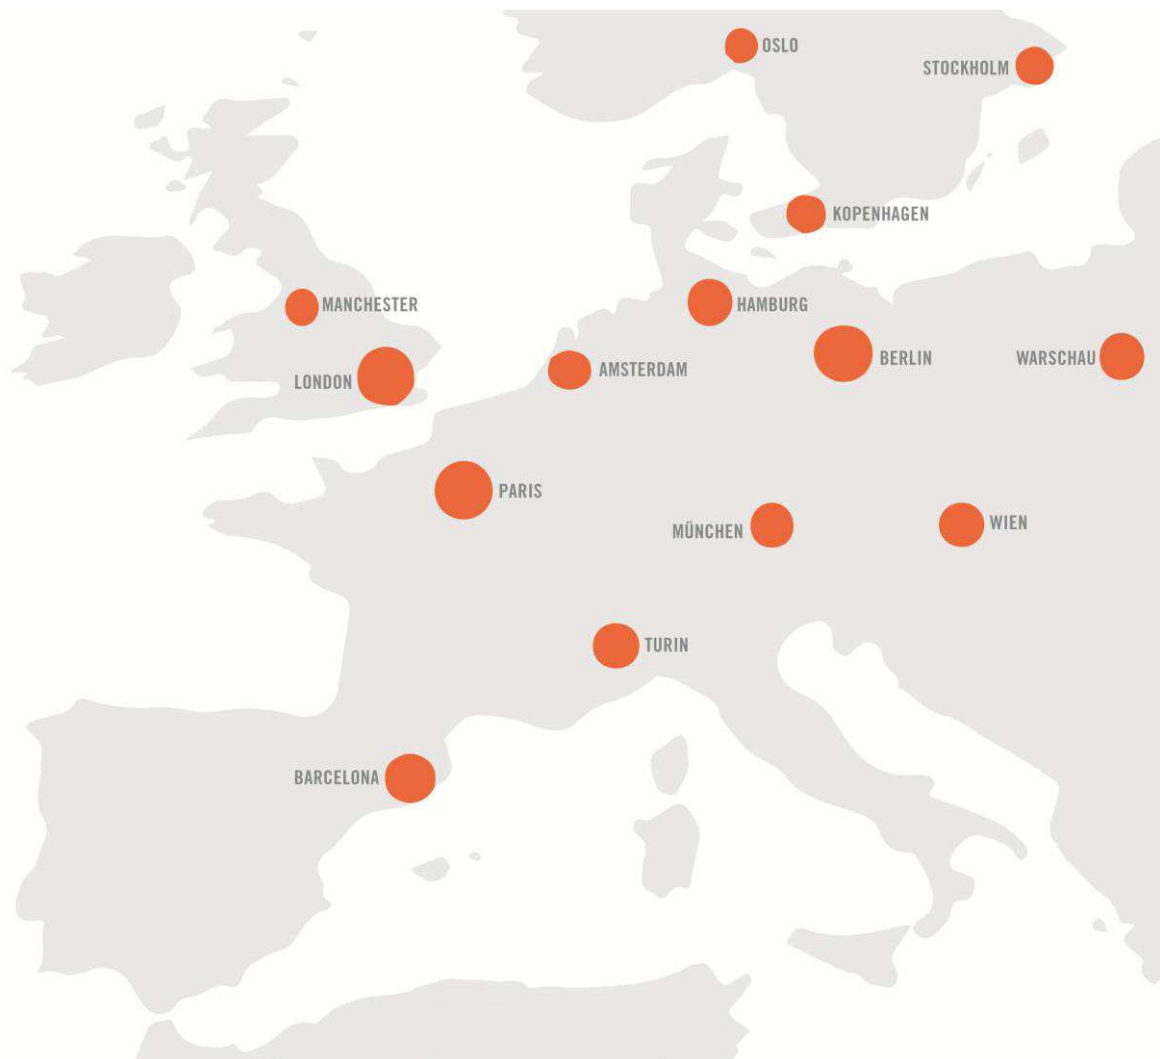 OSLO
STOCKHOLM
KOPENHAGEN
MANCHESTER
HAMBURG
LONDON
AMSTERDAM
BERLIN
WARSCHAU
PARIS
MÜNCHEN
WIEN
TURIN
BARCELONA